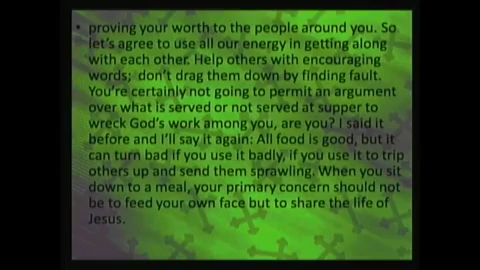 • proving your worth to the people around you. So
let's agree to use all our energy in getting along
with each other. Help others with encouraging
words;  don't drag them down by finding fault.
You're certainly not going to permit an argument
over what is served or not served at supper to
wreck God's work among you, are you? I said it
before and I'll say it again: All food is good, but it
can turn bad if you use it badly, if you use it to trip
others up and send them sprawling. When you sit
down to a meal, your primary concern should not
be to feed your own face but to share the life of
Jesus.